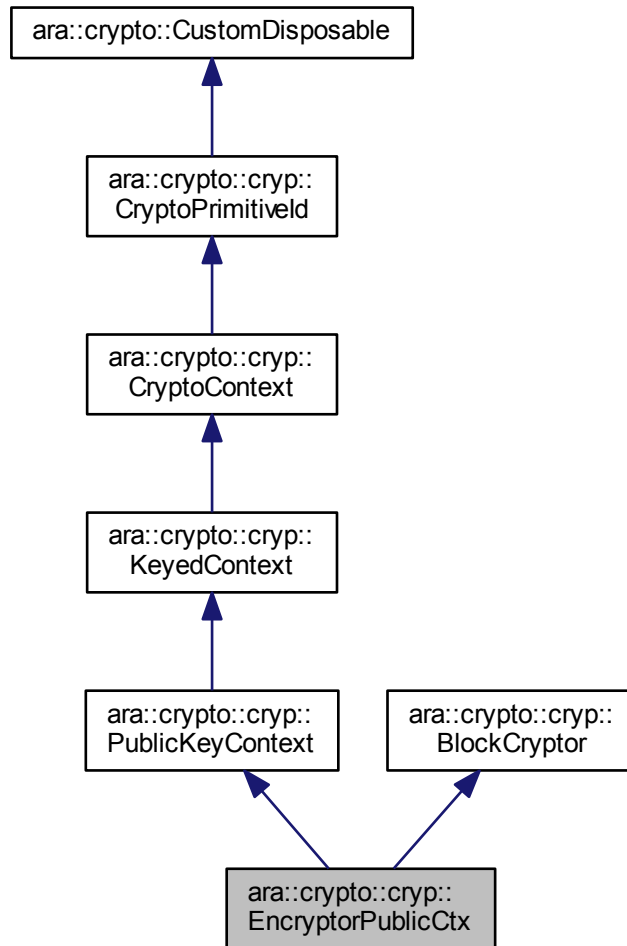 ara::crypto::CustomDisposable
ara::crypto::cryp::
CryptoPrimitiveId
ara::crypto::cryp::
CryptoContext
ara::crypto::cryp::
KeyedContext
ara::crypto::cryp::
PublicKeyContext
ara::crypto::cryp::
BlockCryptor
ara::crypto::cryp::
EncryptorPublicCtx